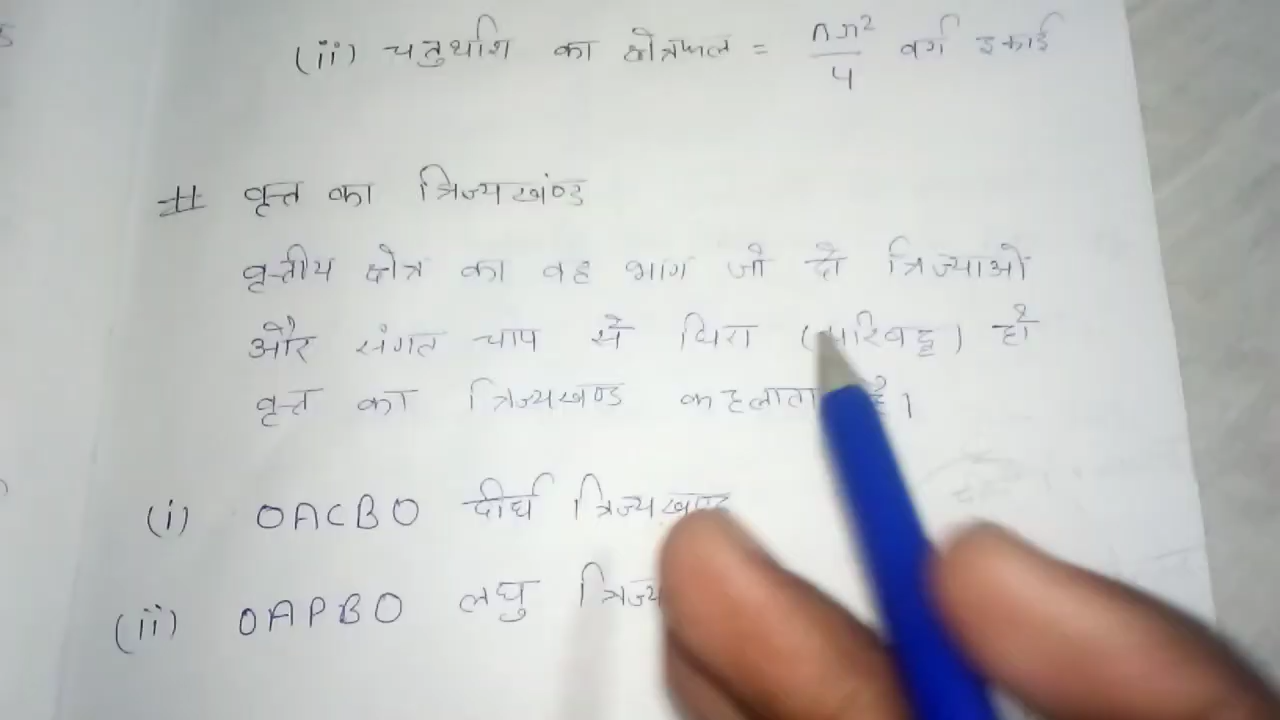 (ii) चतुर्थांश का क्षेत्रफल = πr²/4 वर्ग इकाई
# वृत्त का त्रिज्यखंण्ड
वृत्तीय क्षेत्र का वह भाग जो दो त्रिज्याओ
और संगत चाप से घिरा (परिवद्ध) हो
वृत्त का त्रिज्यखण्ड कहलाता है।
(i) OACBO दीर्घ त्रिज्यखण्ड
(ii) OAPBO लघु